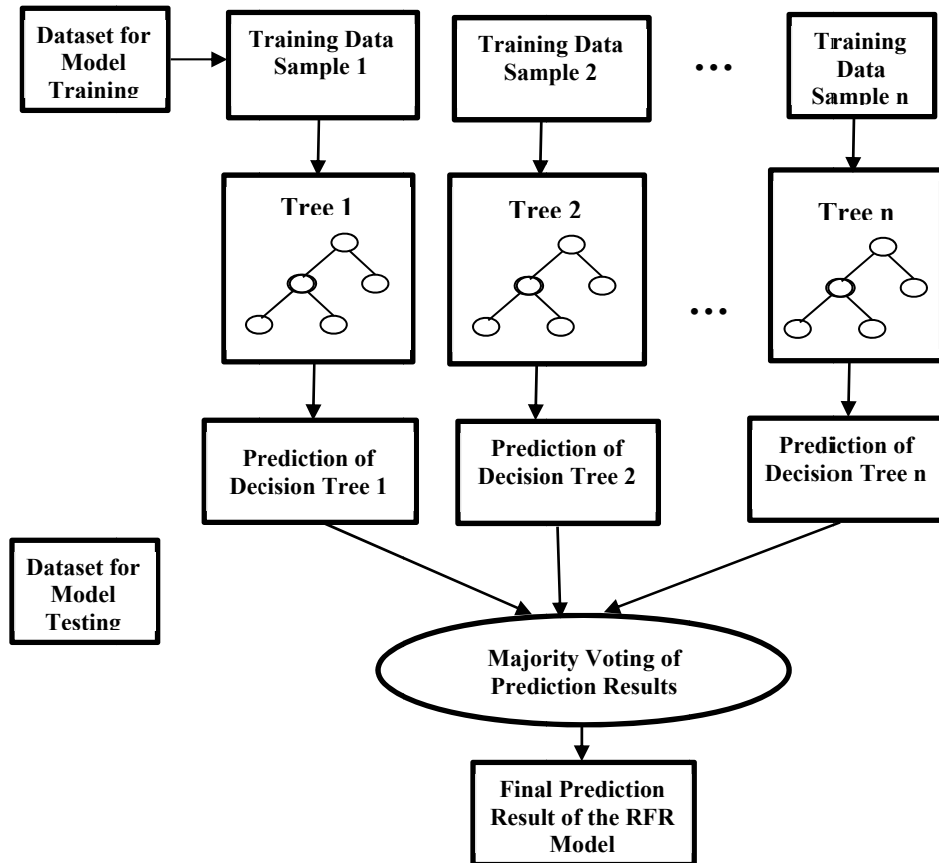 Dataset for
Model
Training
Training Data
Sample 1
Training Data
Sample 2
...
Training
Data
Sample n
Tree 1
Tree 2
Tree n
...
Prediction of
Decision Tree 1
Prediction of
Decision Tree 2
Prediction of
Decision Tree n
Dataset for
Model
Testing
Majority Voting of
Prediction Results
Final Prediction
Result of the RFR
Model